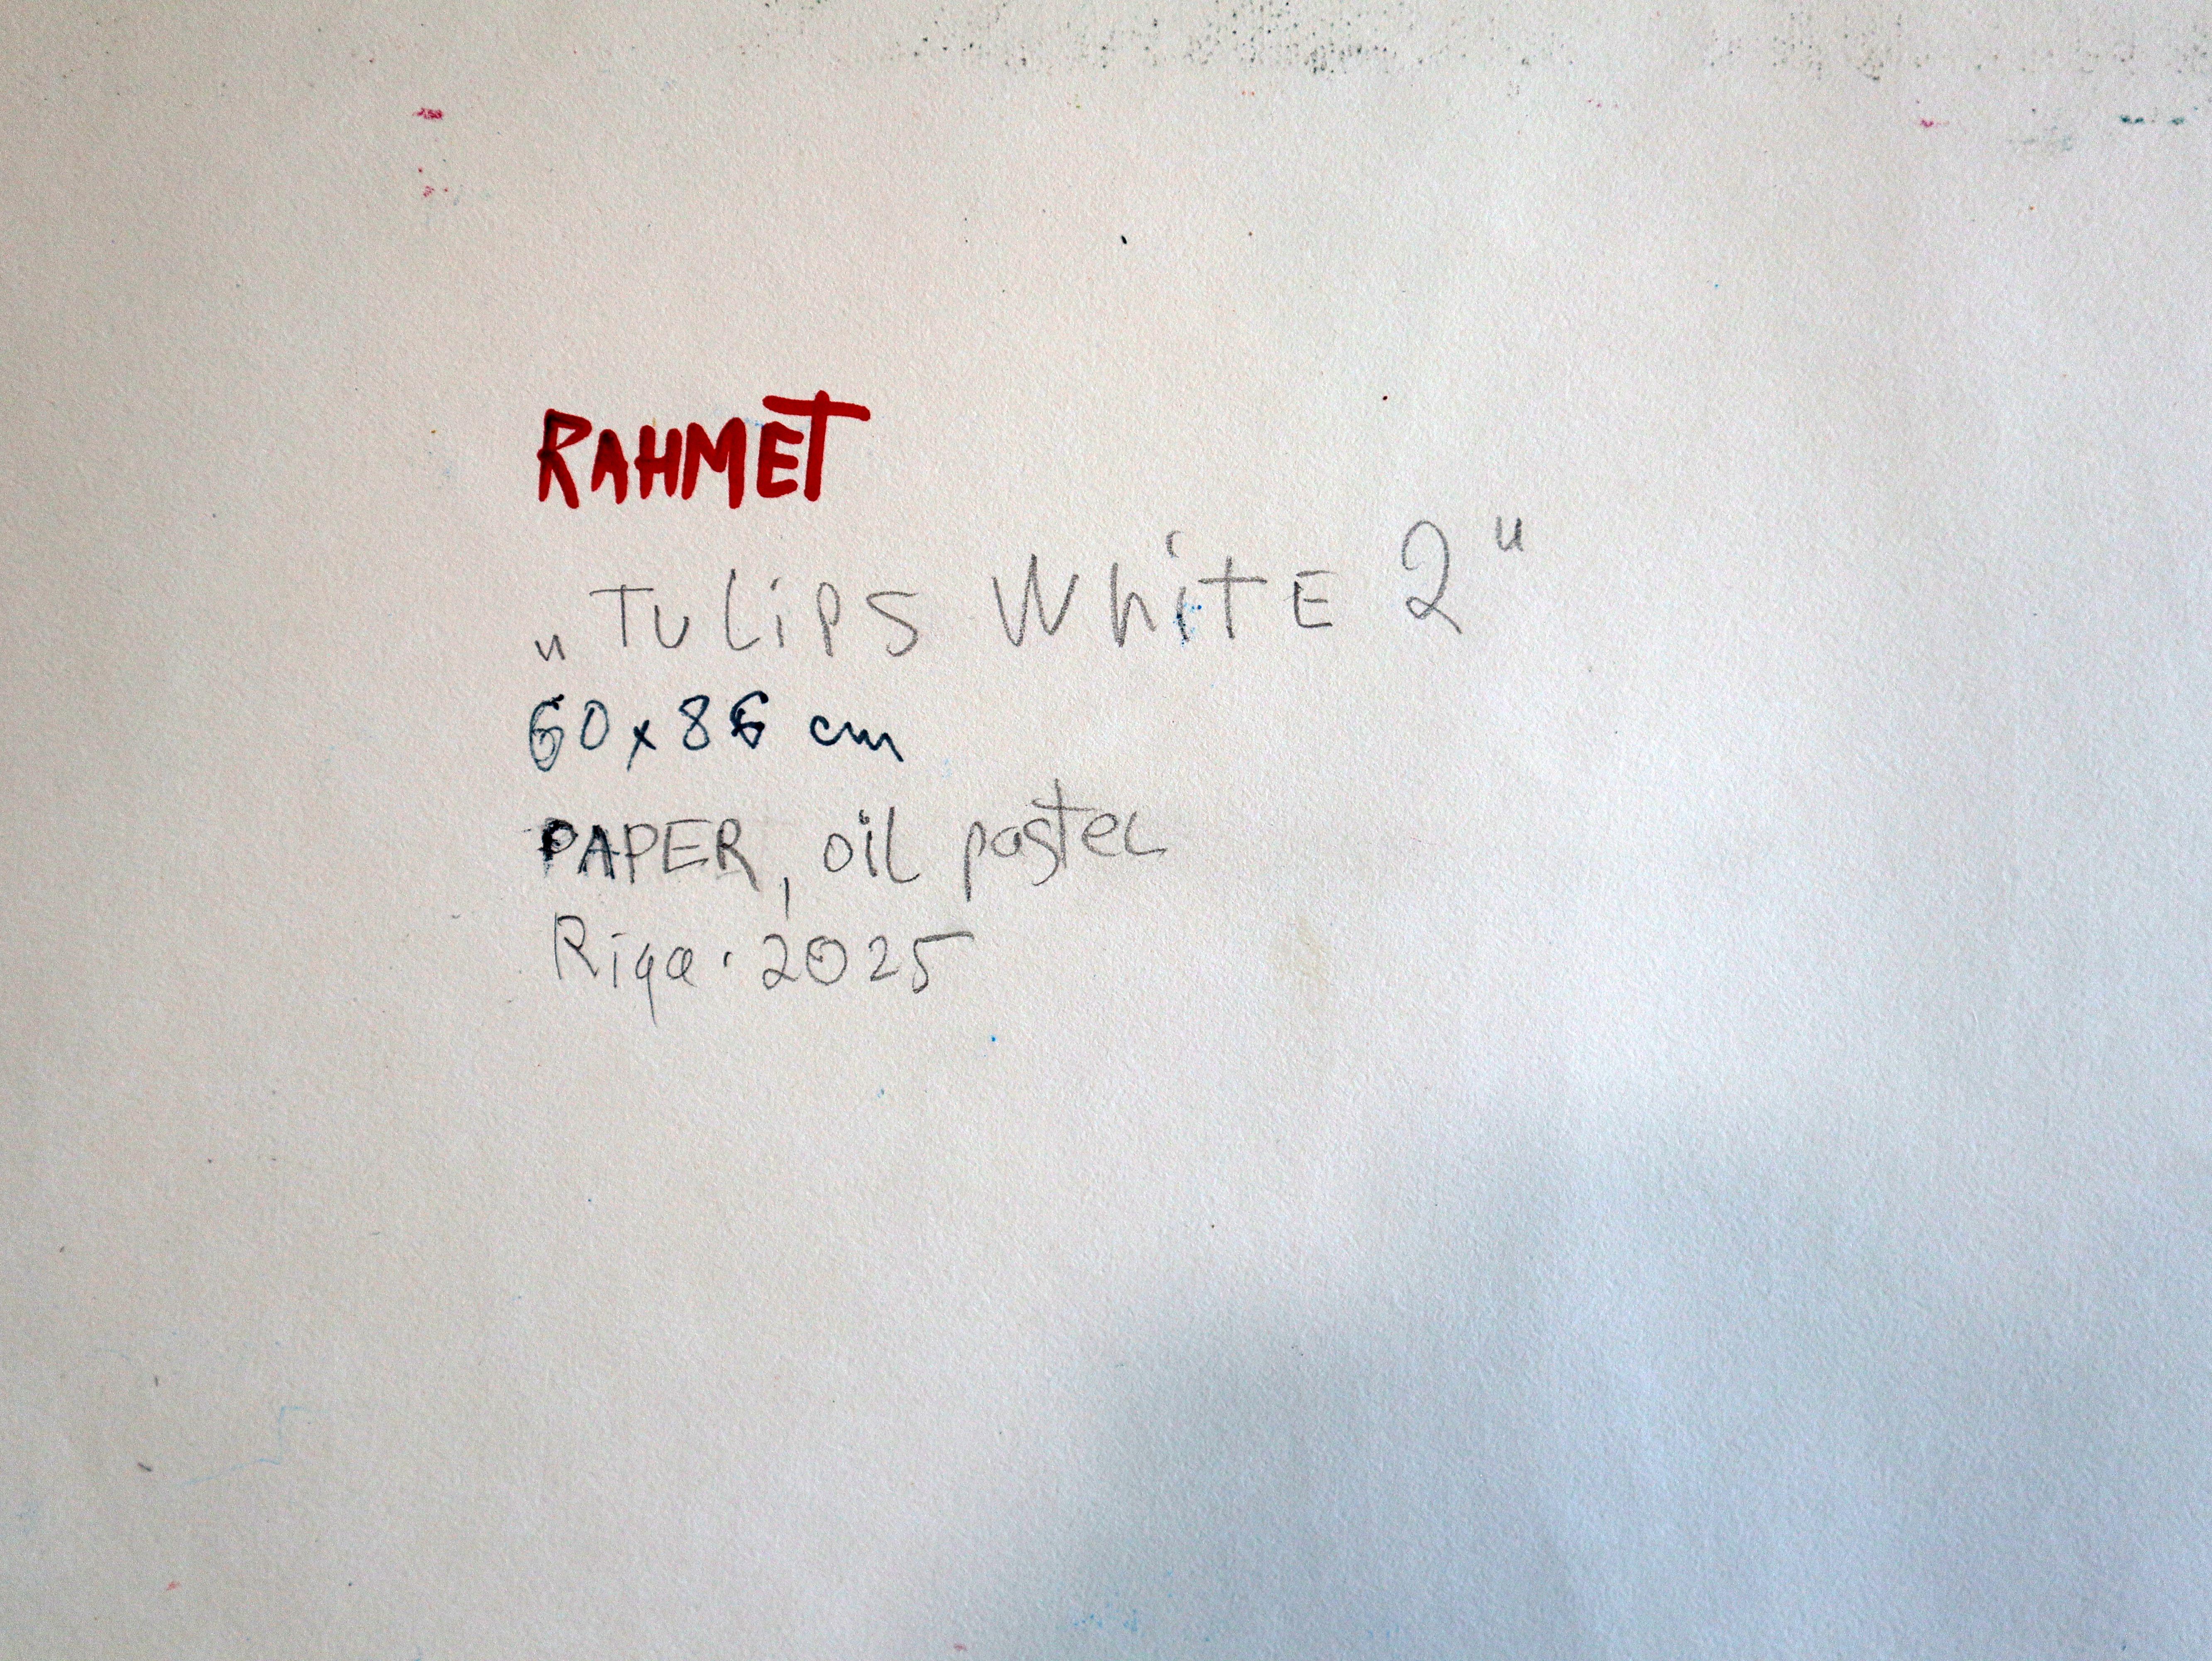 RAHMET
„TuLiPS WhiTE 2"
60x86 cm
PAPER, oil pastel
Riga · 2025